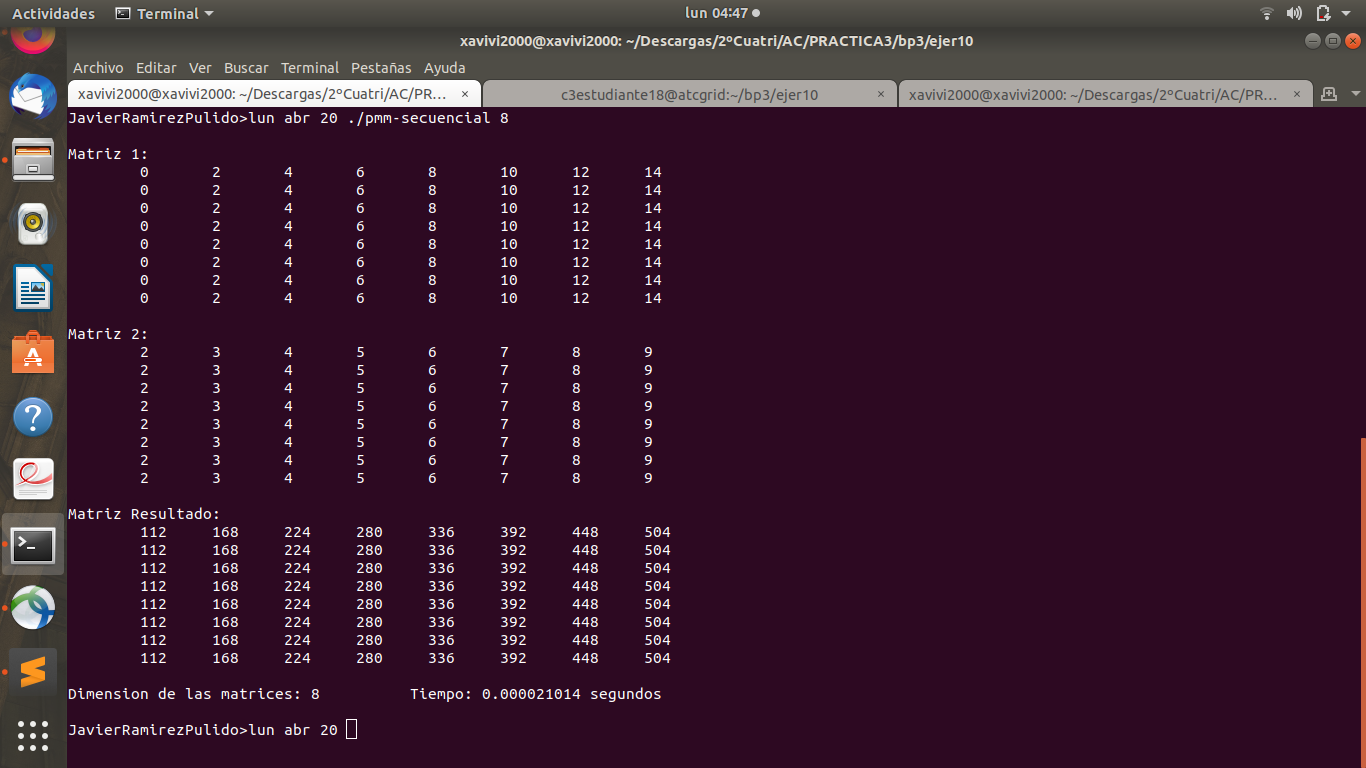 Actividades Terminal lun 04:47
xavivi2000@xavivi2000: ~/Descargas/2ºCuatri/AC/PRACTICA3/bp3/ejer10
Archivo Editar Ver Buscar Terminal Pestañas Ayuda
xavivi2000@xavivi2000: ~/Descargas/2ºCuatri/AC/PR... × c3estudiante18@atcgrid:~/bp3/ejer10 × xavivi2000@xavivi2000: ~/Descargas/2ºCuatri/AC/PR... ×
JavierRamirezPulido>lun abr 20 ./pmm-secuencial 8
Matriz 1:
0 2 4 6 8 10 12 14
0 2 4 6 8 10 12 14
0 2 4 6 8 10 12 14
0 2 4 6 8 10 12 14
0 2 4 6 8 10 12 14
0 2 4 6 8 10 12 14
0 2 4 6 8 10 12 14
0 2 4 6 8 10 12 14
Matriz 2:
2 3 4 5 6 7 8 9
2 3 4 5 6 7 8 9
2 3 4 5 6 7 8 9
2 3 4 5 6 7 8 9
2 3 4 5 6 7 8 9
2 3 4 5 6 7 8 9
2 3 4 5 6 7 8 9
2 3 4 5 6 7 8 9
Matriz Resultado:
112 168 224 280 336 392 448 504
112 168 224 280 336 392 448 504
112 168 224 280 336 392 448 504
112 168 224 280 336 392 448 504
112 168 224 280 336 392 448 504
112 168 224 280 336 392 448 504
112 168 224 280 336 392 448 504
112 168 224 280 336 392 448 504
Dimension de las matrices: 8 Tiempo: 0.000021014 segundos
JavierRamirezPulido>lun abr 20